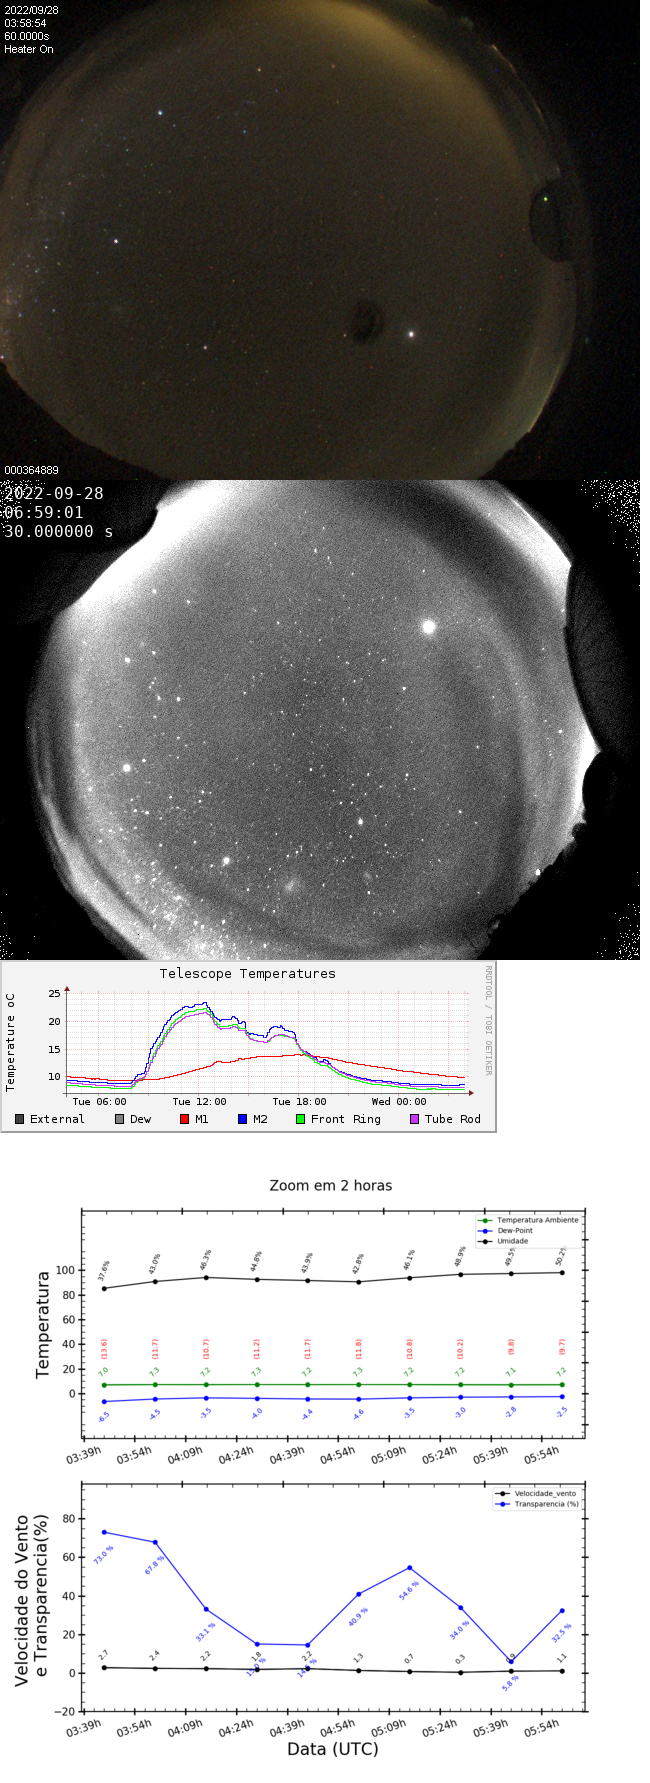 2022/09/28
03:58:54
60.0000s
Heater On
000364889
2022-09-28
06:59:01
30.000000 s
Telescope Temperatures
RRDTOOL / TOBI OETIKER
Temperature oC
25
20
15
10
Tue 06:00 Tue 12:00 Tue 18:00 Wed 00:00
External Dew M1 M2 Front Ring Tube Rod
Zoom em 2 horas
Temperatura Ambiente
Dew-Point
Umidade
Temperatura
100
80
60
40
20
0
37.6% 43.0% 46.3% 44.8% 43.9% 42.8% 46.1% 48.9% 49.5% 50.2%
(13.6) (11.7) (10.7) (11.2) (11.7) (11.8) (10.8) (10.2) (9.8) (9.7)
7.0 7.3 7.2 7.3 7.2 7.3 7.2 7.2 7.1 7.2
-6.5 -4.5 -3.5 -4.0 -4.4 -4.6 -3.5 -3.0 -2.8 -2.5
03:39h 03:54h 04:09h 04:24h 04:39h 04:54h 05:09h 05:24h 05:39h 05:54h
Velocidade_vento
Transparencia (%)
Velocidade do Vento
e Transparencia(%)
80
60
40
20
0
−20
73.0 % 67.8 % 33.1 % 40.9 % 54.6 % 34.0 % 5.8 % 32.5 %
2.7 2.4 2.2 1.8 2.2 1.3 0.7 0.3 1.1
03:39h 03:54h 04:09h 04:24h 04:39h 04:54h 05:09h 05:24h 05:39h 05:54h
Data (UTC)